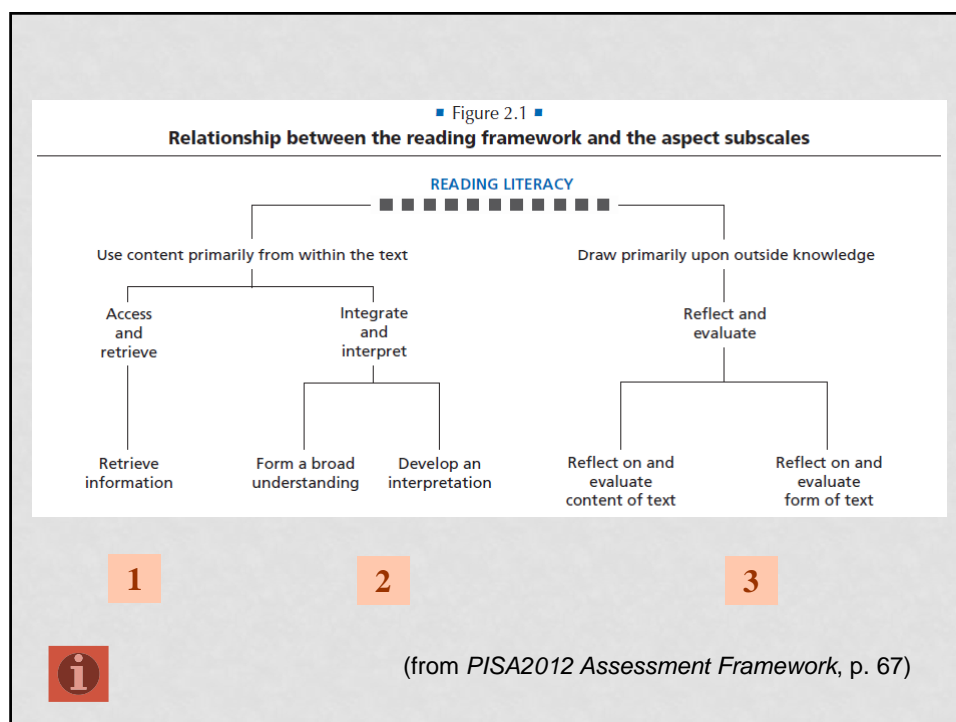 Figure 2.1
Relationship between the reading framework and the aspect subscales
READING LITERACY
Use content primarily from within the text
Draw primarily upon outside knowledge
Access
and
retrieve
Integrate
and
interpret
Reflect and
evaluate
Retrieve
information
Form a broad
understanding
Develop an
interpretation
Reflect on and
evaluate
content of text
Reflect on and
evaluate
form of text
1
2
3
i
(from PISA2012 Assessment Framework, p. 67)